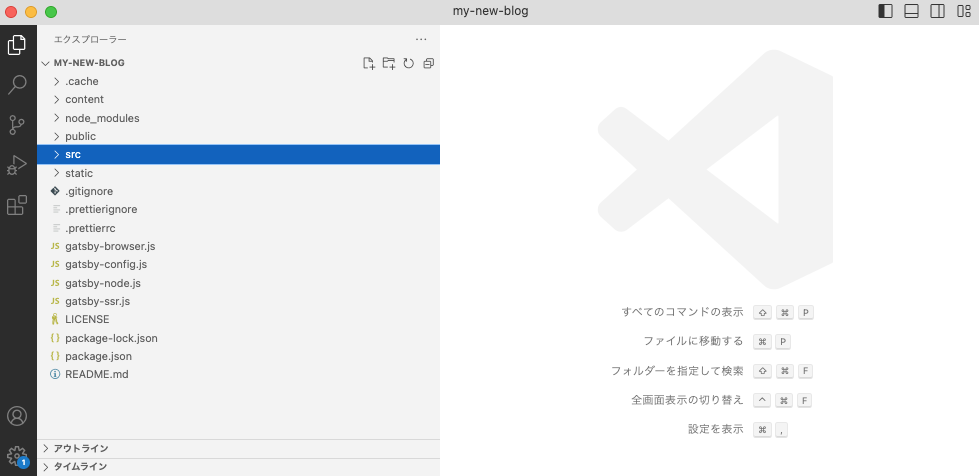 my-new-blog
エクスプローラー
MY-NEW-BLOG
.cache
content
node_modules
public
src
static
.gitignore
.prettierignore
.prettierrc
JS gatsby-browser.js
JS gatsby-config.js
JS gatsby-node.js
JS gatsby-ssr.js
LICENSE
{ } package-lock.json
{ } package.json
README.md
アウトライン
タイムライン
1
すべてのコマンドの表示 ⇧ ⌘ P
ファイルに移動する ⌘ P
フォルダーを指定して検索 ⇧ ⌘ F
全画面表示の切り替え ^ ⌘ F
設定を表示 ⌘ ,